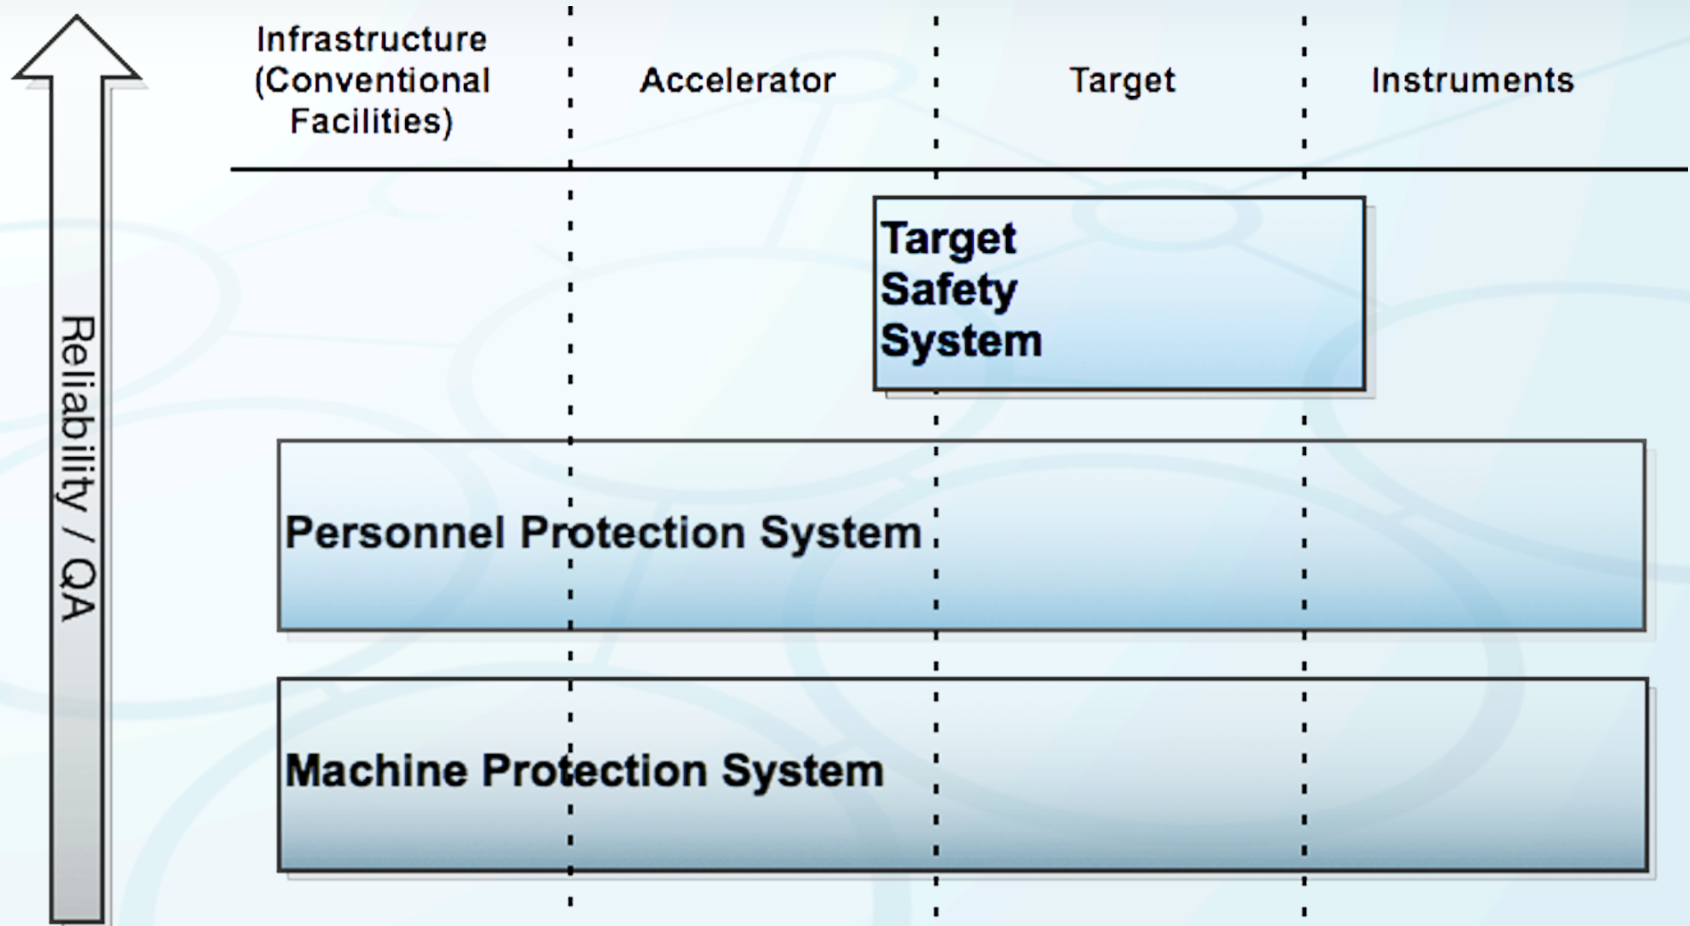 Infrastructure
(Conventional
Facilities)
Accelerator
Target
Instruments
Reliability / QA
Target
Safety
System
Personnel Protection System
Machine Protection System